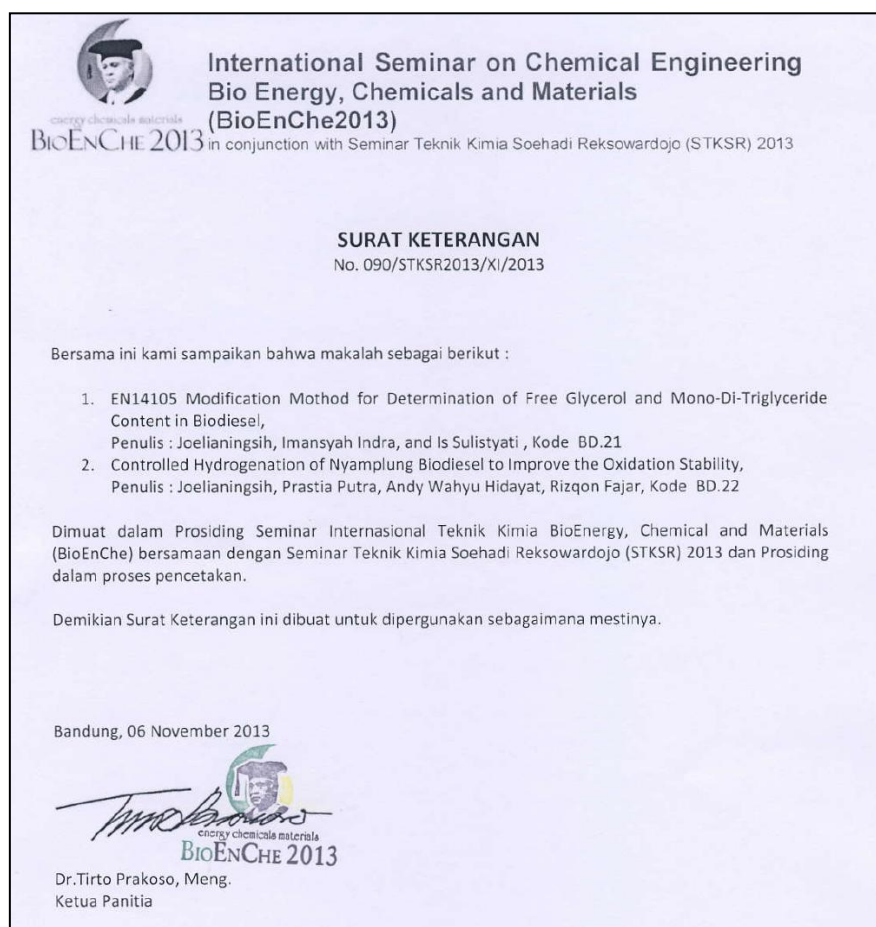 International Seminar on Chemical Engineering
Bio Energy, Chemicals and Materials
(BioEnChe2013)
in conjunction with Seminar Teknik Kimia Soehadi Reksowardojo (STKSR) 2013
energy chemicals materials
BIOENCHE 2013
SURAT KETERANGAN
No. 090/STKSR2013/XI/2013
Bersama ini kami sampaikan bahwa makalah sebagai berikut :
1. EN14105 Modification Mothod for Determination of Free Glycerol and Mono-Di-Triglyceride
Content in Biodiesel,
Penulis : Joelianingsih, Imansyah Indra, and Is Sulistyati , Kode BD.21
2. Controlled Hydrogenation of Nyamplung Biodiesel to Improve the Oxidation Stability,
Penulis : Joelianingsih, Prastia Putra, Andy Wahyu Hidayat, Rizqon Fajar, Kode BD.22
Dimuat dalam Prosiding Seminar Internasional Teknik Kimia BioEnergy, Chemical and Materials
(BioEnChe) bersamaan dengan Seminar Teknik Kimia Soehadi Reksowardojo (STKSR) 2013 dan Prosiding
dalam proses pencetakan.
Demikian Surat Keterangan ini dibuat untuk dipergunakan sebagaimana mestinya.
Bandung, 06 November 2013
energy chemicals materials
BIOENCHE 2013
Dr.Tirto Prakoso, Meng.
Ketua Panitia